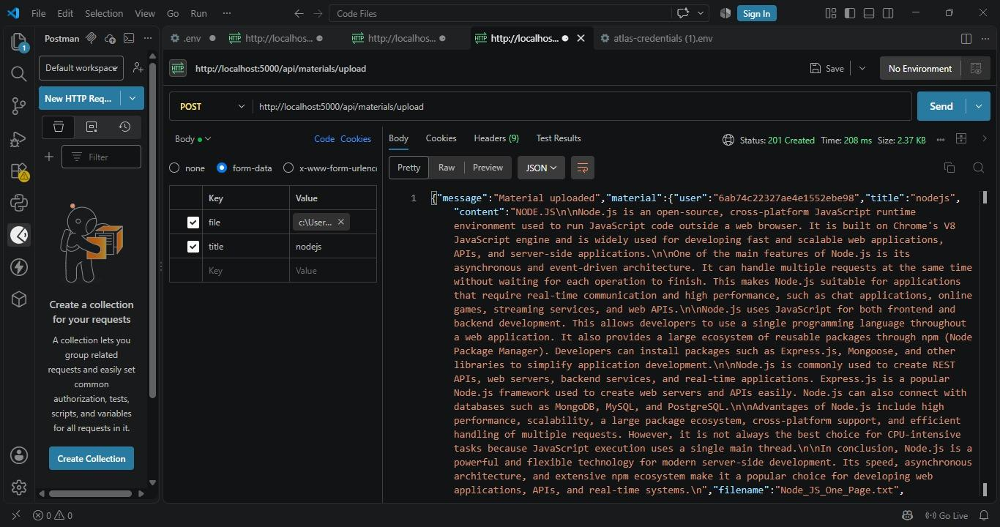 File Edit Selection View Go Run ··· Code Files Sign In
Postman ···
.env http://localhos... http://localhos... http://localhos... atlas-credentials (1).env ···
1
Default workspace
HTTP http://localhost:5000/api/materials/upload Save No Environment
New HTTP Req...
POST http://localhost:5000/api/materials/upload Send
Filter
Body Code Cookies
none form-data x-www-form-urlenc
Key Value
file c:\User...
title nodejs
Key Value
Body Cookies Headers (9) Test Results Status: 201 Created Time: 208 ms Size: 2.37 KB
Pretty Raw Preview JSON
1 {"message":"Material uploaded","material":{"user":"6ab74c22327ae4e1552ebe98","title":"nodejs",
"content":"NODE.JS\n\nNode.js is an open-source, cross-platform JavaScript runtime
environment used to run JavaScript code outside a web browser. It is built on Chrome's V8
JavaScript engine and is widely used for developing fast and scalable web applications,
APIs, and server-side applications.\n\nOne of the main features of Node.js is its
asynchronous and event-driven architecture. It can handle multiple requests at the same time
without waiting for each operation to finish. This makes Node.js suitable for applications
that require real-time communication and high performance, such as chat applications, online
games, streaming services, and web APIs.\n\nNode.js uses JavaScript for both frontend and
backend development. This allows developers to use a single programming language throughout
a web application. It also provides a large ecosystem of reusable packages through npm (Node
Package Manager). Developers can install packages such as Express.js, Mongoose, and other
libraries to simplify application development.\n\nNode.js is commonly used to create REST
APIs, web servers, backend services, and real-time applications. Express.js is a popular
Node.js framework used to create web servers and APIs easily. Node.js can also connect with
databases such as MongoDB, MySQL, and PostgreSQL.\n\nAdvantages of Node.js include high
performance, scalability, a large package ecosystem, cross-platform support, and efficient
handling of multiple requests. However, it is not always the best choice for CPU-intensive
tasks because JavaScript execution uses a single main thread.\n\nIn conclusion, Node.js is a
powerful and flexible technology for modern server-side development. Its speed, asynchronous
architecture, and extensive npm ecosystem make it a popular choice for developing web
applications, APIs, and real-time systems.\n","filename":"Node_JS_One_Page.txt",
Create a collection
for your requests
A collection lets you
group related
requests and easily set
common
authorization, tests,
scripts, and variables
for all requests in it.
Create Collection
0 0 Go Live